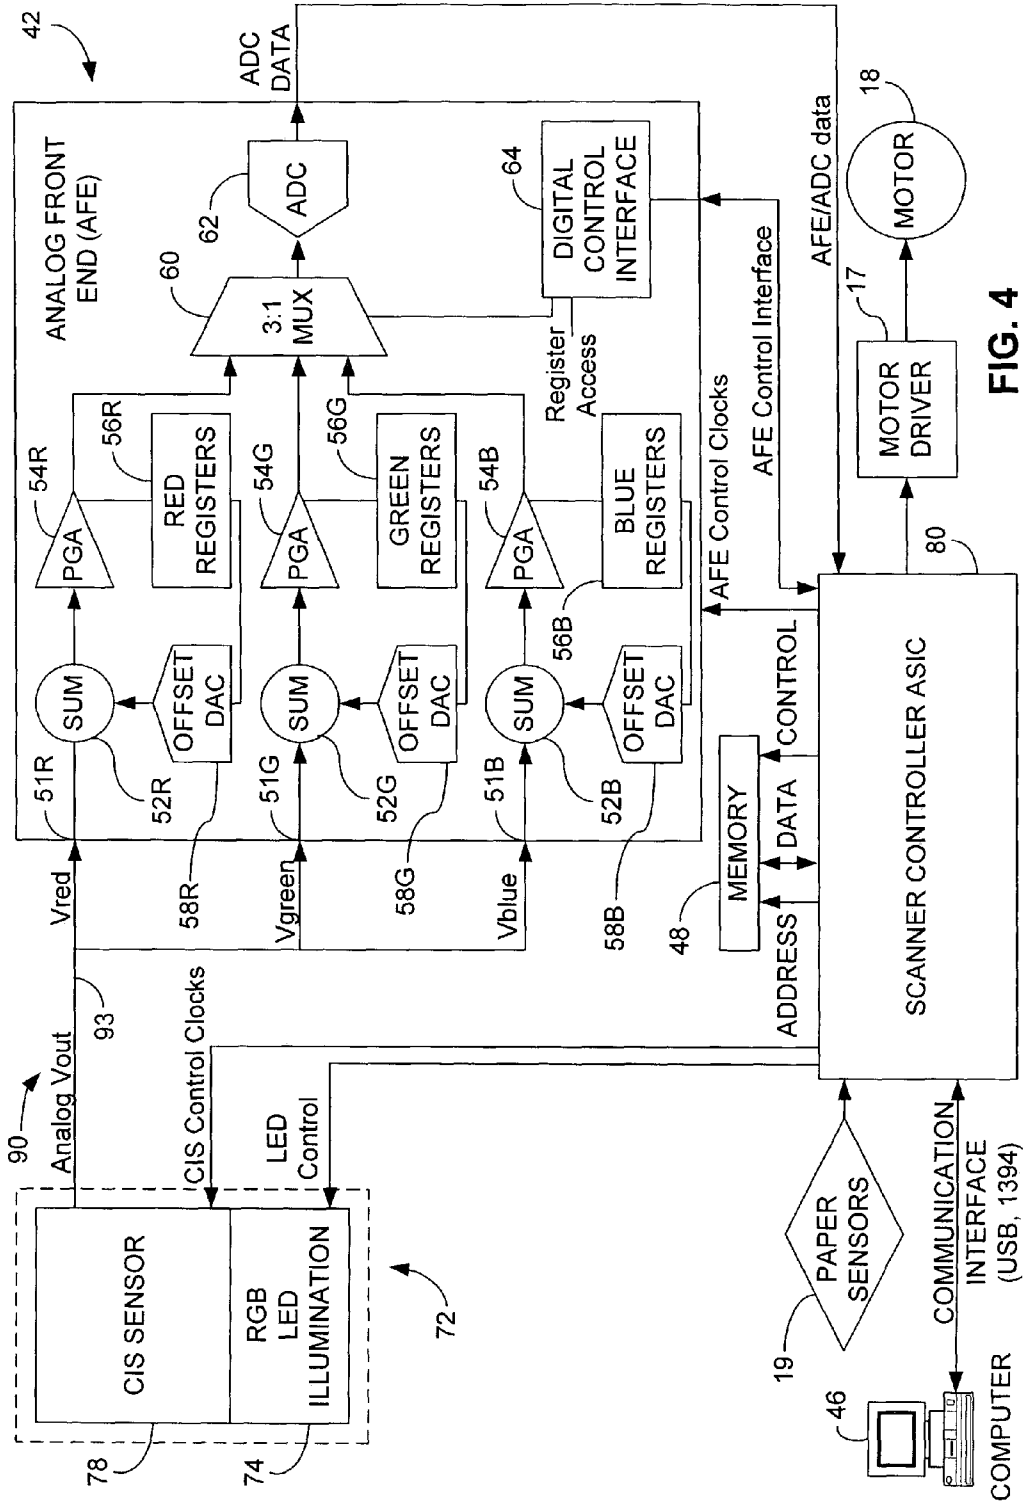 90
42
78
CIS SENSOR
74
RGB
LED
ILLUMINATION
72
Analog Vout
93
CIS Control Clocks
LED
Control
Vred
Vgreen
Vblue
ANALOG FRONT
END (AFE)
51R
SUM
52R
OFFSET
DAC
58R
PGA
54R
RED
REGISTERS
56R
51G
SUM
52G
OFFSET
DAC
58G
PGA
54G
GREEN
REGISTERS
56G
51B
SUM
52B
OFFSET
DAC
58B
PGA
54B
BLUE
REGISTERS
56B
3:1
MUX
60
ADC
62
ADC
DATA
DIGITAL
CONTROL
INTERFACE
64
Register
Access
AFE Control Clocks
AFE Control Interface
AFE/ADC data
MEMORY
48
ADDRESS
DATA
CONTROL
SCANNER CONTROLLER ASIC
80
PAPER
SENSORS
19
COMMUNICATION
INTERFACE
(USB, 1394)
46
COMPUTER
MOTOR
DRIVER
17
MOTOR
18
FIG. 4